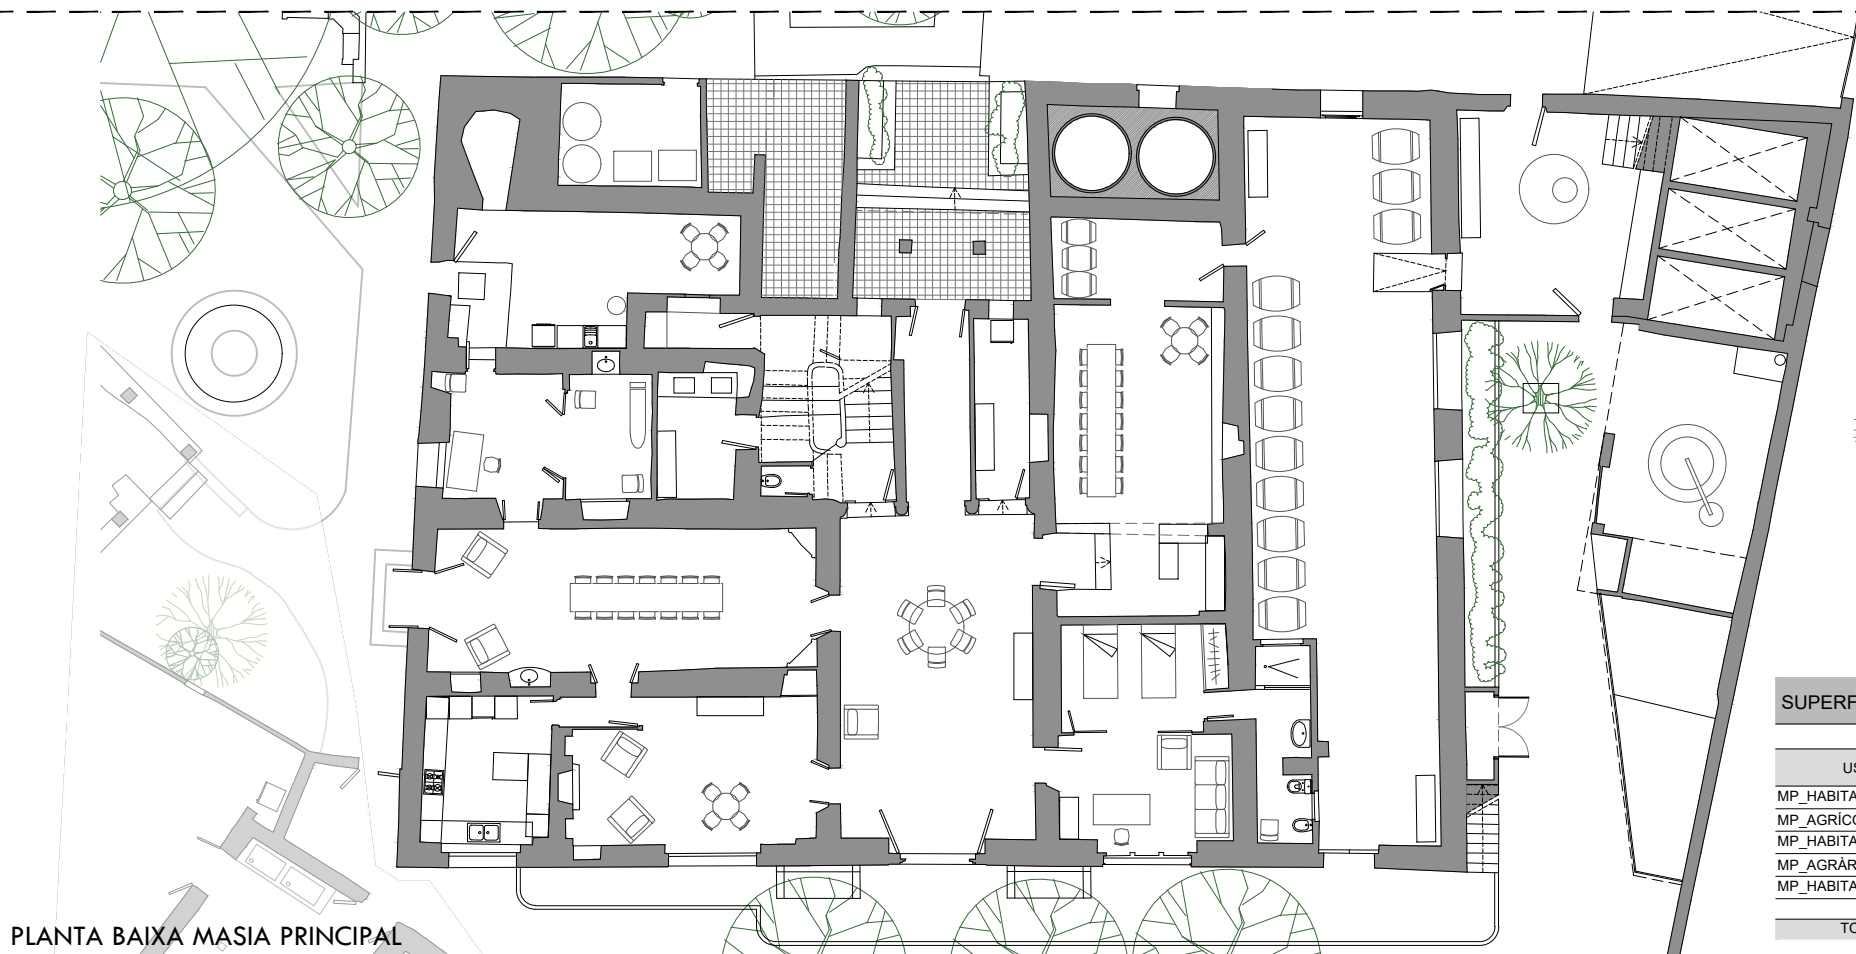 SUPERF
US
MP_HABITA
MP_AGRÍCO
MP_HABITA
MP_AGRÀR
MP_HABITA
TO
PLANTA BAIXA MASIA PRINCIPAL